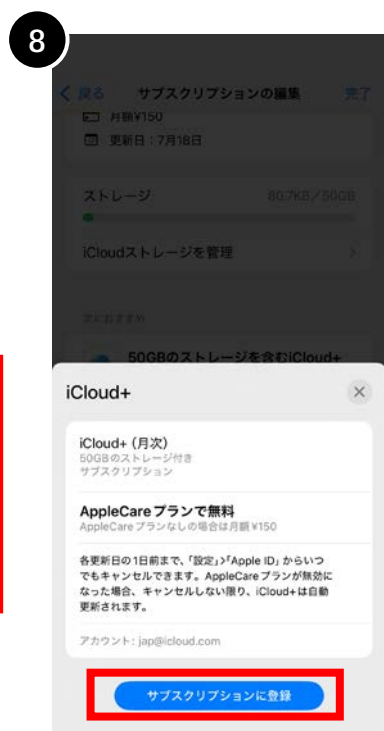 8
戻る サブスクリプションの編集 完了
月額¥150
更新日：7月18日
ストレージ 80.7KB／50GB
iCloudストレージを管理
次におすすめ
50GBのストレージを含むiCloud+
iCloud+
iCloud+（月次）
50GBのストレージ付き
サブスクリプション
AppleCareプランで無料
AppleCareプランなしの場合は月額¥150
各更新日の1日前まで、「設定」>「Apple ID」からいつ
でもキャンセルできます。AppleCareプランが無効に
なった場合、キャンセルしない限り、iCloud+は自動
更新されます。
アカウント: jap@icloud.com
サブスクリプションに登録